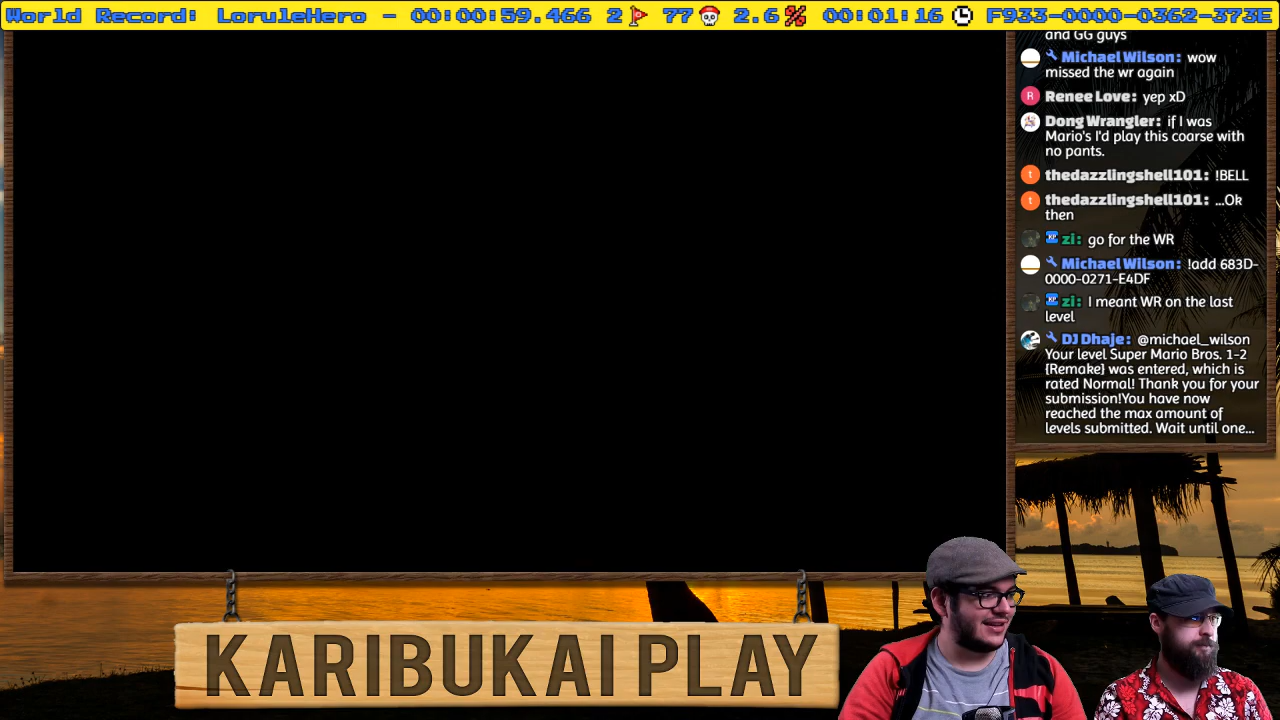 World Record: LoruleHero - 00:00:59.466 2 77 2.6 00:01:16 F933-0000-0362-373E
and GG guys
Michael Wilson: wow
missed the wr again
R Renee Love: yep xD
Dong Wrangler: if I was
Mario's I'd play this coarse with
no pants.
t thedazzlingshell101: !BELL
t thedazzlingshell101: ...Ok
then
KP zi: go for the WR
Michael Wilson: !add 683D-
0000-0271-E4DF
KP zi: I meant WR on the last
level
DJ Dhaje: @michael_wilson
Your level Super Mario Bros. 1-2
[Remake] was entered, which is
rated Normal! Thank you for your
submission!You have now
reached the max amount of
levels submitted. Wait until one...
KARIBUKAI PLAY